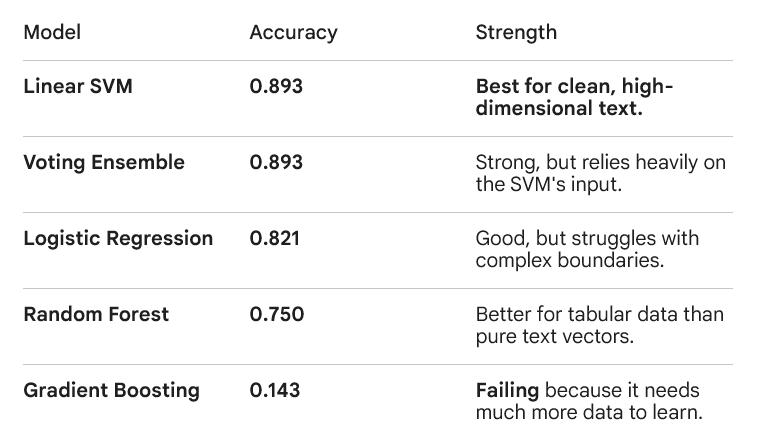 Model Accuracy Strength
Linear SVM 0.893 Best for clean, high-
dimensional text.
Voting Ensemble 0.893 Strong, but relies heavily on
the SVM's input.
Logistic Regression 0.821 Good, but struggles with
complex boundaries.
Random Forest 0.750 Better for tabular data than
pure text vectors.
Gradient Boosting 0.143 Failing because it needs
much more data to learn.